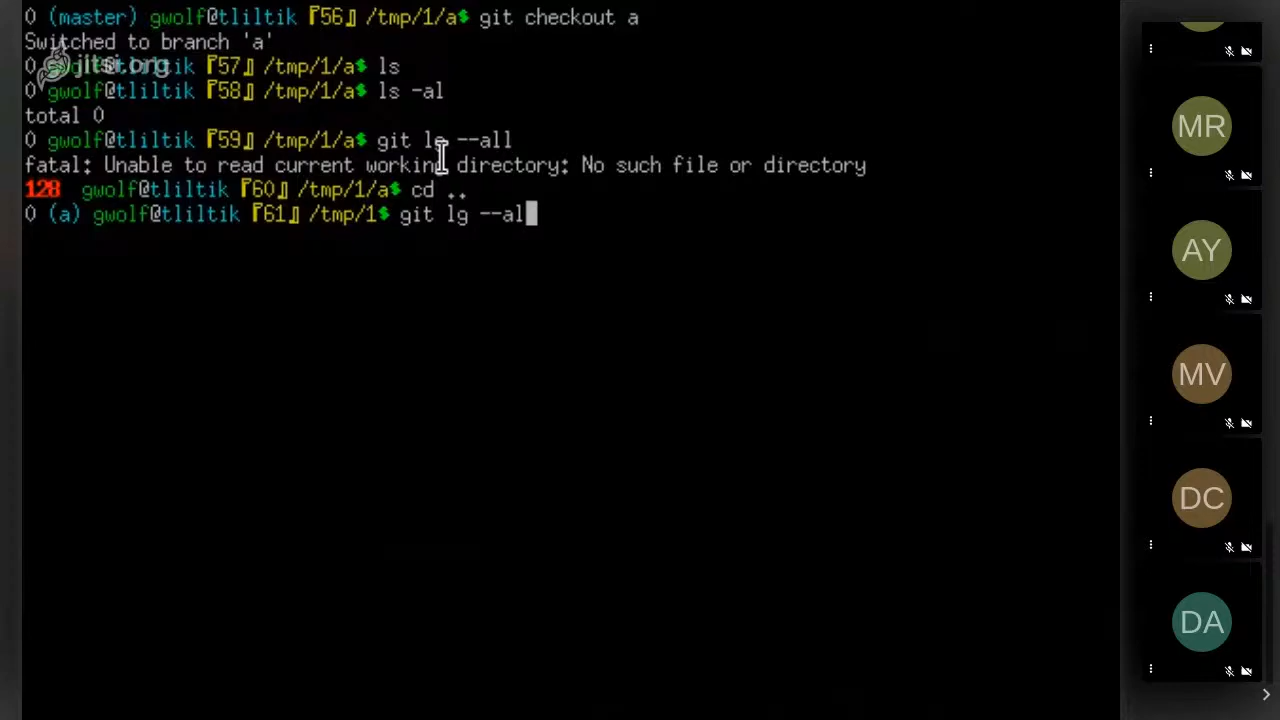 0 (master) gwolf@tliltik 『56』 /tmp/1/a$ git checkout a
Switched to branch 'a'
0 gwolf@tliltik 『57』 /tmp/1/a$ ls
jitsi.org
0 gwolf@tliltik 『58』 /tmp/1/a$ ls -al
total 0
0 gwolf@tliltik 『59』 /tmp/1/a$ git lg --all
fatal: Unable to read current working directory: No such file or directory
128 gwolf@tliltik 『60』 /tmp/1/a$ cd ..
0 (a) gwolf@tliltik 『61』 /tmp/1$ git lg --al
MR
AY
MV
DC
DA